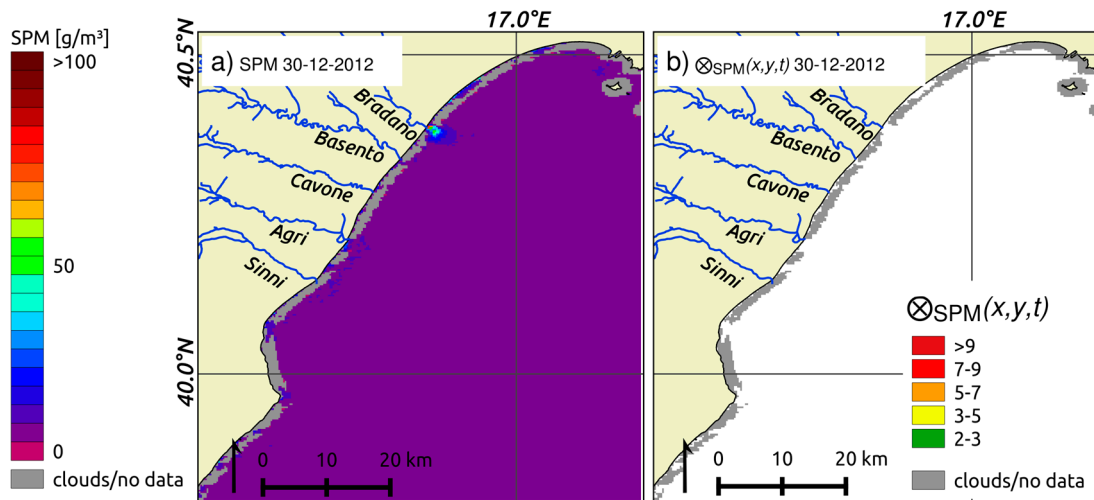 17.0°E
17.0°E
SPM [g/m³]
>100
50
0
clouds/no data
40.5°N
40.0°N
a) SPM 30-12-2012
Bradano
Basento
Cavone
Agri
Sinni
0 10 20 km
b) ⊗SPM(x,y,t) 30-12-2012
Bradano
Basento
Cavone
Agri
Sinni
0 10 20 km
⊗SPM(x,y,t)
>9
7-9
5-7
3-5
2-3
clouds/no data